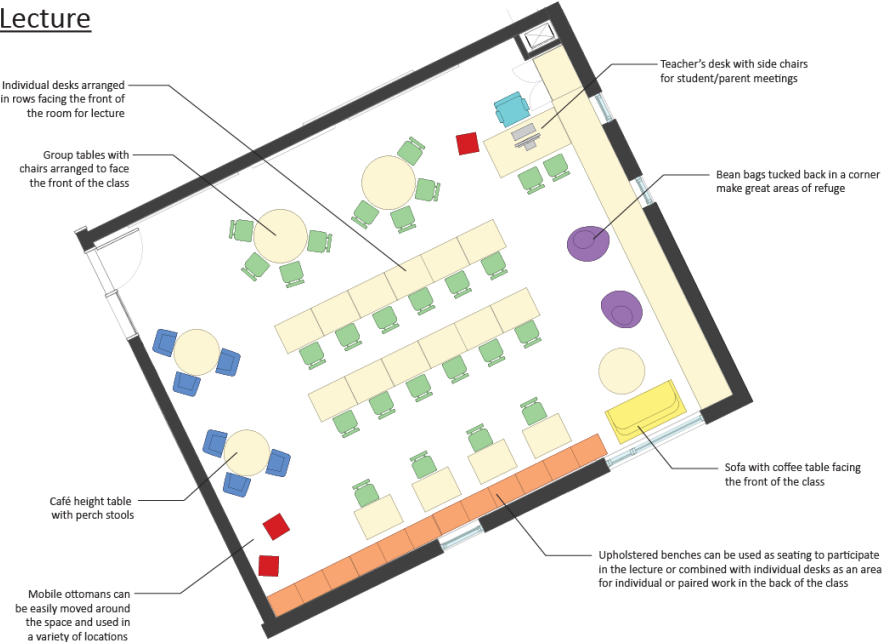 Lecture
Individual desks arranged
in rows facing the front of
the room for lecture
Group tables with
chairs arranged to face
the front of the class
Teacher's desk with side chairs
for student/parent meetings
Bean bags tucked back in a corner
make great areas of refuge
Café height table
with perch stools
Sofa with coffee table facing
the front of the class
Mobile ottomans can
be easily moved around
the space and used in
a variety of locations
Upholstered benches can be used as seating to participate
in the lecture or combined with individual desks as an area
for individual or paired work in the back of the class